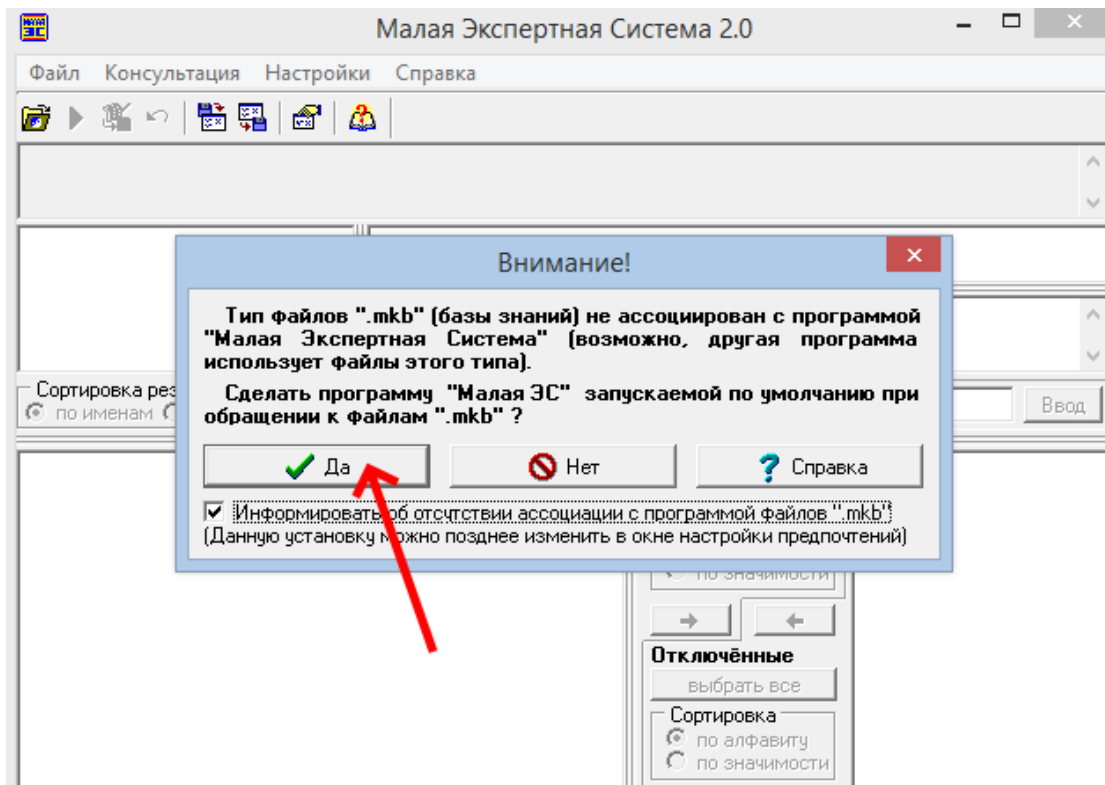 Малая Экспертная Система 2.0
Файл Консультация Настройки Справка
Внимание!
Тип файлов ".mkb" (базы знаний) не ассоциирован с программой
"Малая Экспертная Система" (возможно, другая программа
использует файлы этого типа).
Сделать программу "Малая ЭС" запускаемой по умолчанию при
обращении к файлам ".mkb" ?
Да Нет Справка
Информировать об отсутствии ассоциации с программой файлов ".mkb"
(Данную установку можно позднее изменить в окне настройки предпочтений)
Сортировка рез
по именам
Ввод
по значимости
Отключённые
выбрать все
Сортировка
по алфавиту
по значимости